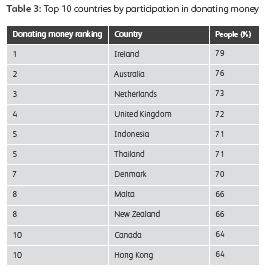 Table 3: Top 10 countries by participation in donating money
Donating money ranking Country People (%)
1 Ireland 79
2 Australia 76
3 Netherlands 73
4 United Kingdom 72
5 Indonesia 71
5 Thailand 71
7 Denmark 70
8 Malta 66
8 New Zealand 66
10 Canada 64
10 Hong Kong 64